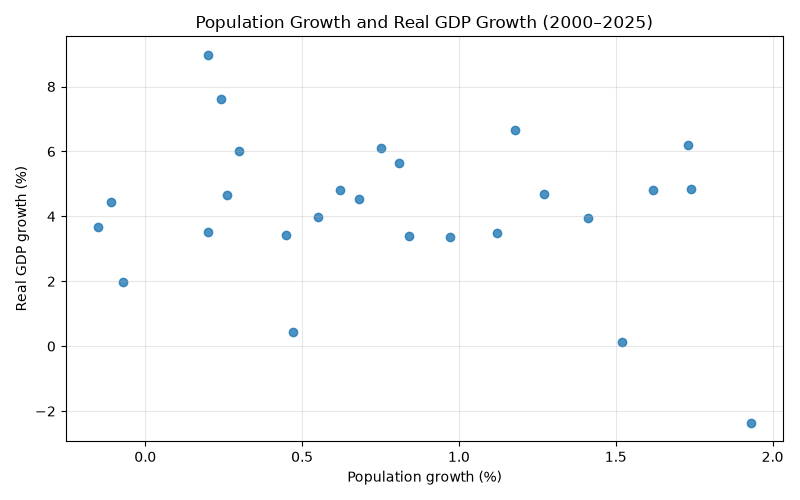 Population Growth and Real GDP Growth (2000–2025)
Real GDP growth (%)
8
6
4
2
0
−2
0.0 0.5 1.0 1.5 2.0
Population growth (%)